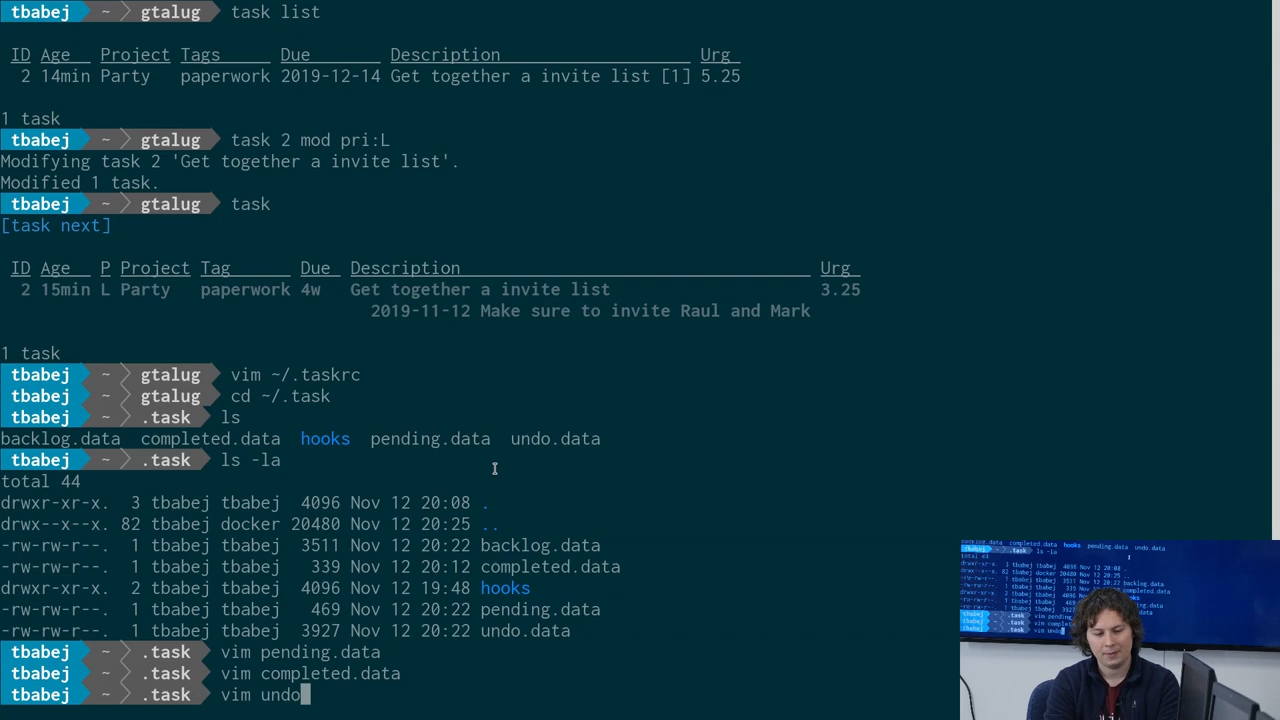 tbabej ~ gtalug task list
ID Age Project Tags Due Description Urg
2 14min Party paperwork 2019-12-14 Get together a invite list [1] 5.25
1 task
tbabej ~ gtalug task 2 mod pri:L
Modifying task 2 'Get together a invite list'.
Modified 1 task.
tbabej ~ gtalug task
[task next]
ID Age P Project Tag Due Description Urg
2 15min L Party paperwork 4w Get together a invite list 3.25
2019-11-12 Make sure to invite Raul and Mark
1 task
tbabej ~ gtalug vim ~/.taskrc
tbabej ~ gtalug cd ~/.task
tbabej ~ .task ls
backlog.data completed.data hooks pending.data undo.data
tbabej ~ .task ls -la
total 44
drwxr-xr-x. 3 tbabej tbabej 4096 Nov 12 20:08 .
drwx--x--x. 82 tbabej docker 20480 Nov 12 20:25 ..
-rw-rw-r--. 1 tbabej tbabej 3511 Nov 12 20:22 backlog.data
-rw-rw-r--. 1 tbabej tbabej 339 Nov 12 20:12 completed.data
drwxr-xr-x. 2 tbabej tbabej 4096 Nov 11 19:48 hooks
-rw-rw-r--. 1 tbabej tbabej 469 Nov 12 20:22 pending.data
-rw-rw-r--. 1 tbabej tbabej 3927 Nov 12 20:22 undo.data
tbabej ~ .task vim pending.data
tbabej ~ .task vim completed.data
tbabej ~ .task vim undo